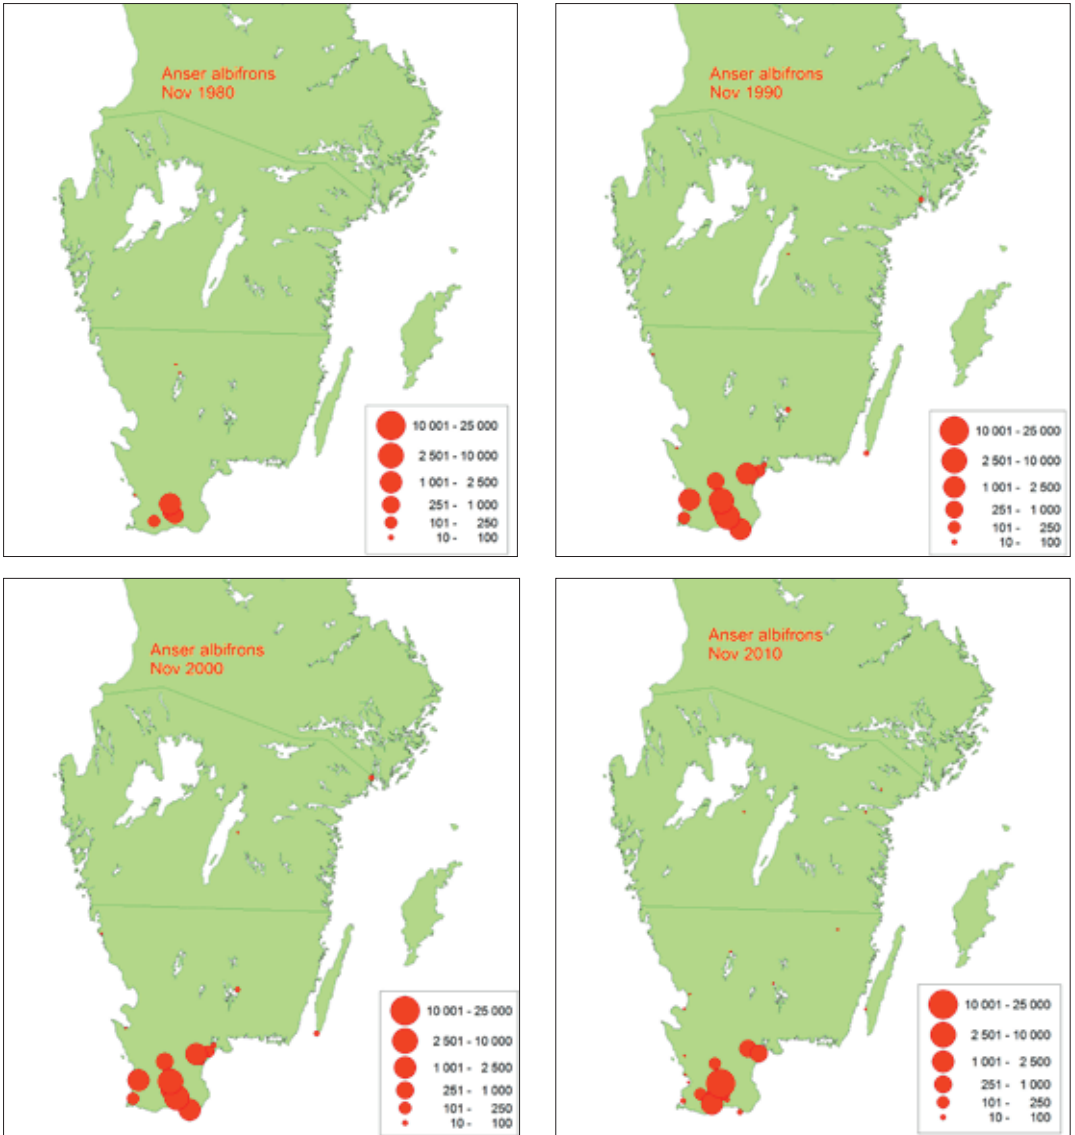 Anser albifrons
Nov 1980
10 001 - 25 000
2 501 - 10 000
1 001 - 2 500
251 - 1 000
101 - 250
10 - 100
Anser albifrons
Nov 1990
10 001 - 25 000
2 501 - 10 000
1 001 - 2 500
251 - 1 000
101 - 250
10 - 100
Anser albifrons
Nov 2000
10 001 - 25 000
2 501 - 10 000
1 001 - 2 500
251 - 1 000
101 - 250
10 - 100
Anser albifrons
Nov 2010
10 001 - 25 000
2 501 - 10 000
1 001 - 2 500
251 - 1 000
101 - 250
10 - 100